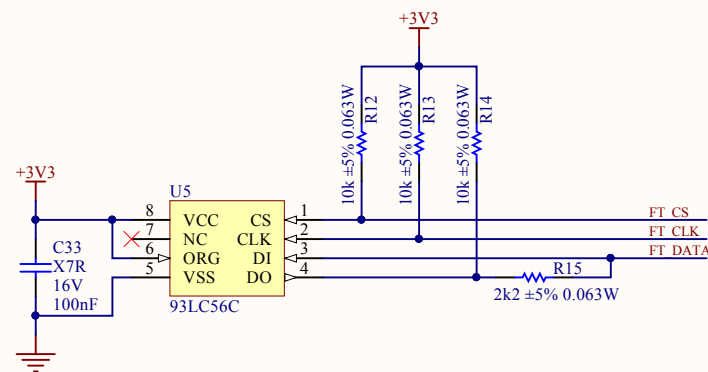 +3V3
10k ±5% 0.063W
R12
10k ±5% 0.063W
R13
10k ±5% 0.063W
R14
+3V3
U5
8 VCC CS 1
7 NC CLK 2
6 ORG DI 3
5 VSS DO 4
93LC56C
C33
X7R
16V
100nF
FT_CS
FT_CLK
FT_DATA
R15
2k2 ±5% 0.063W